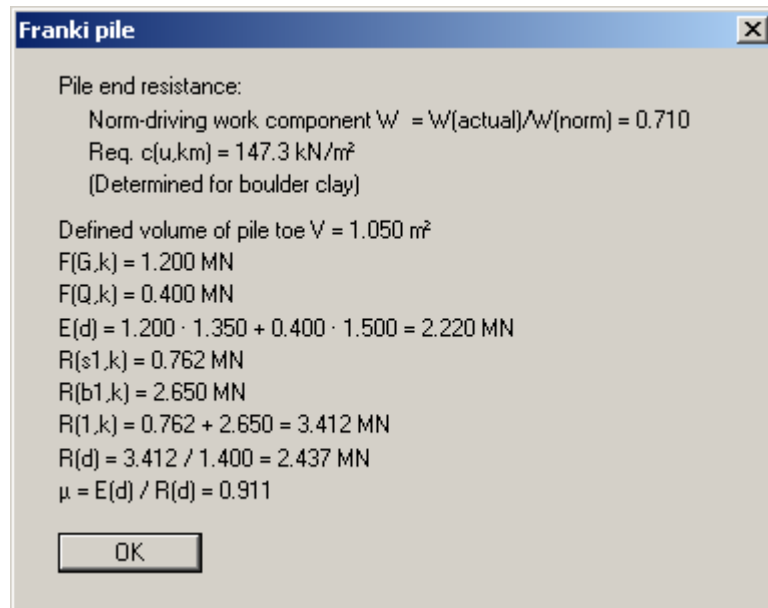 Franki pile
Pile end resistance:
Norm-driving work component W = W(actual)/W(norm) = 0.710
Req. c(u,km) = 147.3 kN/m²
(Determined for boulder clay)
Defined volume of pile toe V = 1.050 m²
F(G,k) = 1.200 MN
F(Q,k) = 0.400 MN
E(d) = 1.200 · 1.350 + 0.400 · 1.500 = 2.220 MN
R(s1,k) = 0.762 MN
R(b1,k) = 2.650 MN
R(1,k) = 0.762 + 2.650 = 3.412 MN
R(d) = 3.412 / 1.400 = 2.437 MN
μ = E(d) / R(d) = 0.911
OK